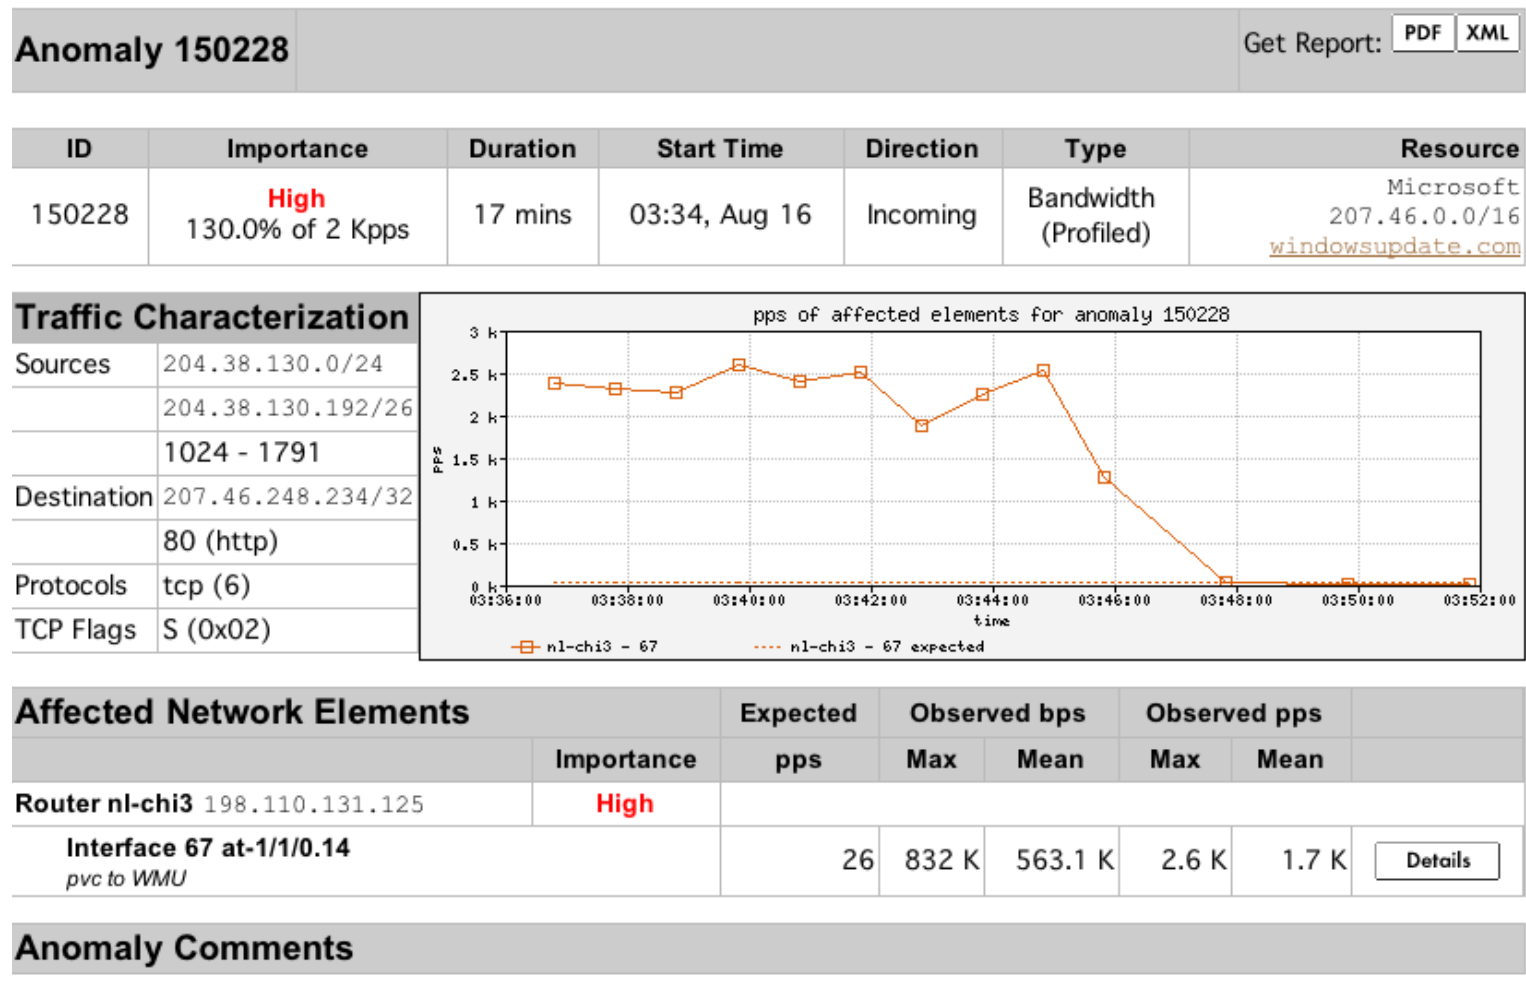 Anomaly 150228
Get Report: PDF XML
ID Importance Duration Start Time Direction Type Resource
150228 High 130.0% of 2 Kpps 17 mins 03:34, Aug 16 Incoming Bandwidth (Profiled) Microsoft 207.46.0.0/16 windowsupdate.com
Traffic Characterization
Sources 204.38.130.0/24
204.38.130.192/26
1024 - 1791
Destination 207.46.248.234/32
80 (http)
Protocols tcp (6)
TCP Flags S (0x02)
pps of affected elements for anomaly 150228
3 k
2.5 k
2 k
1.5 k
1 k
0.5 k
0 k
pps
03:36:00 03:38:00 03:40:00 03:42:00 03:44:00 03:46:00 03:48:00 03:50:00 03:52:00
time
nl-chi3 - 67 nl-chi3 - 67 expected
Affected Network Elements Expected Observed bps Observed pps
Importance pps Max Mean Max Mean
Router nl-chi3 198.110.131.125 High
Interface 67 at-1/1/0.14
pvc to WMU
26 832 K 563.1 K 2.6 K 1.7 K Details
Anomaly Comments